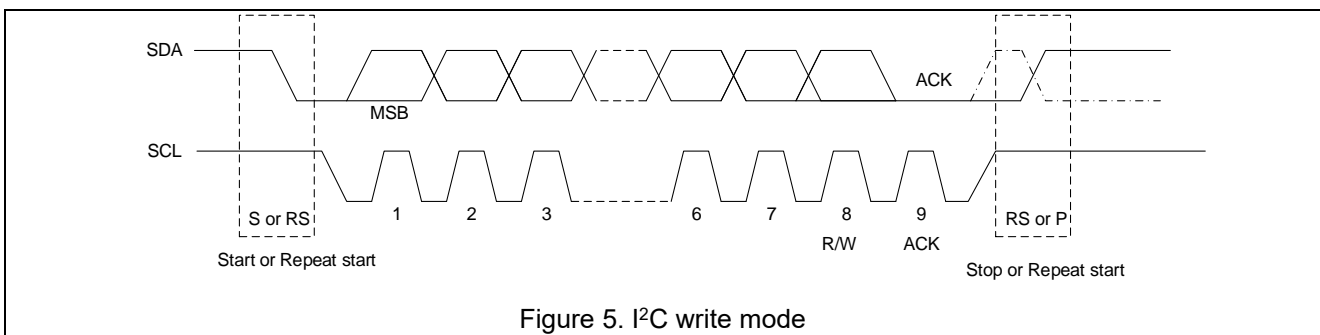 SDA
ACK
MSB
SCL
S or RS
1
2
3
6
7
8
9
RS or P
R/W
ACK
Start or Repeat start
Stop or Repeat start
Figure 5. I²C write mode